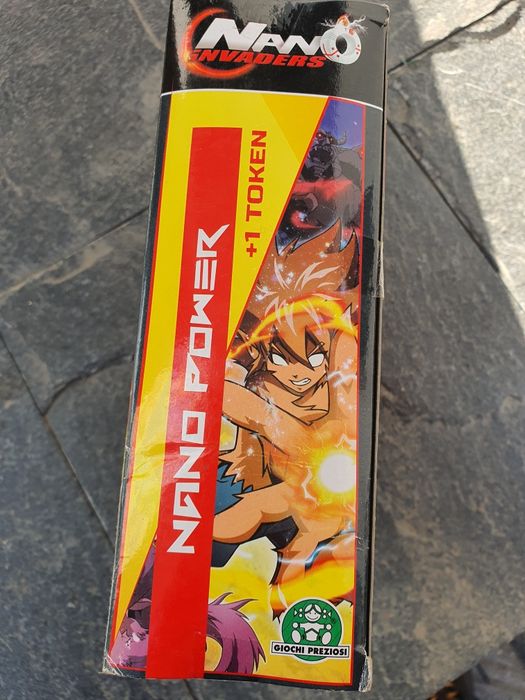 NANO
INVADERS
+1 TOKEN
NANO POWER
GIOCHI PREZIOSI